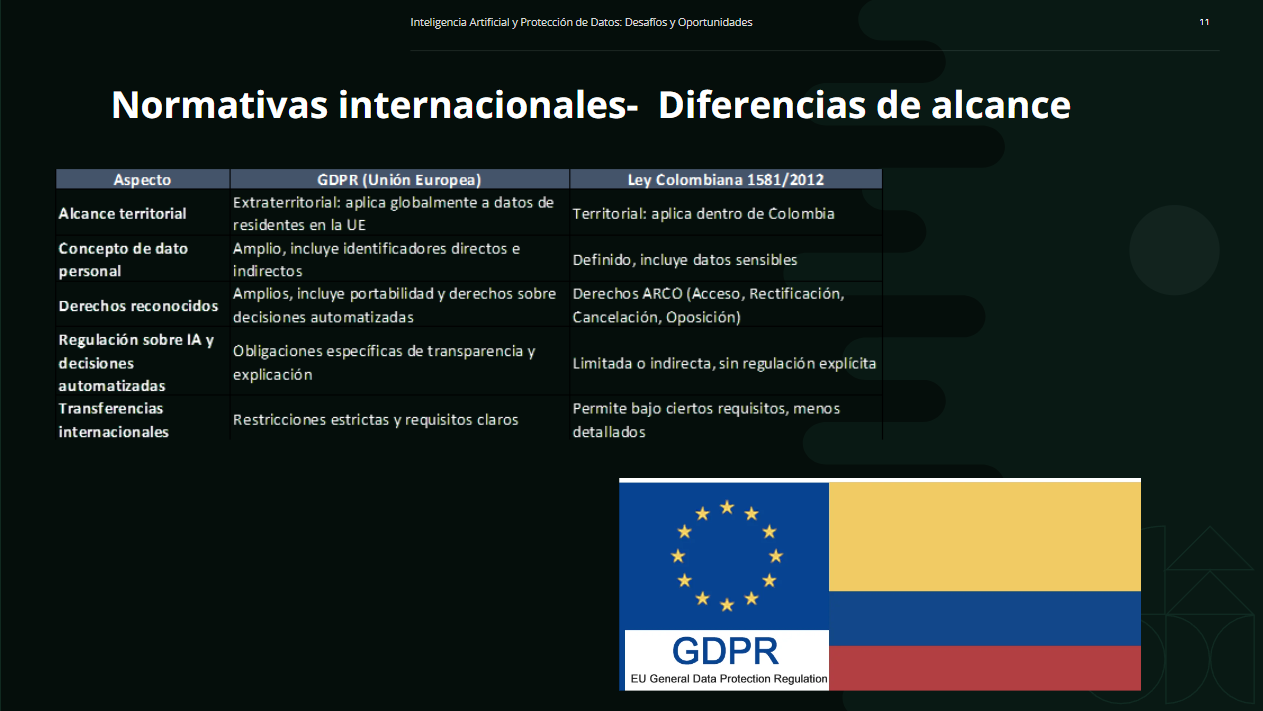 Inteligencia Artificial y Protección de Datos: Desafíos y Oportunidades
11
Normativas internacionales- Diferencias de alcance
Aspecto
GDPR (Unión Europea)
Ley Colombiana 1581/2012
Alcance territorial
Extraterritorial: aplica globalmente a datos de
residentes en la UE
Territorial: aplica dentro de Colombia
Concepto de dato
personal
Amplio, incluye identificadores directos e
indirectos
Definido, incluye datos sensibles
Derechos reconocidos
Amplios, incluye portabilidad y derechos sobre
decisiones automatizadas
Derechos ARCO (Acceso, Rectificación,
Cancelación, Oposición)
Regulación sobre IA y
decisiones
automatizadas
Obligaciones específicas de transparencia y
explicación
Limitada o indirecta, sin regulación explícita
Transferencias
internacionales
Restricciones estrictas y requisitos claros
Permite bajo ciertos requisitos, menos
detallados
GDPR
EU General Data Protection Regulation